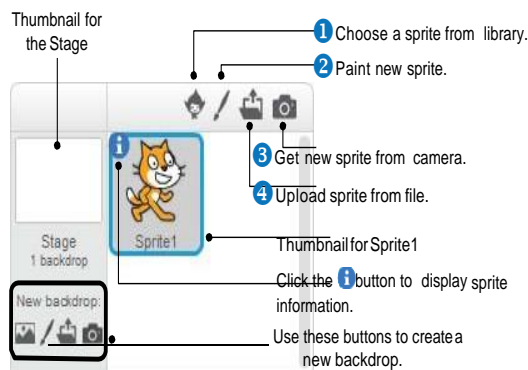 Thumbnail for
the Stage
1 Choose a sprite from library.
2 Paint new sprite.
3 Get new sprite from camera.
4 Upload sprite from file.
i
Sprite1
Thumbnail for Sprite1
Stage
1 backdrop
Click the i button to display sprite
information.
New backdrop:
Use these buttons to create a
new backdrop.